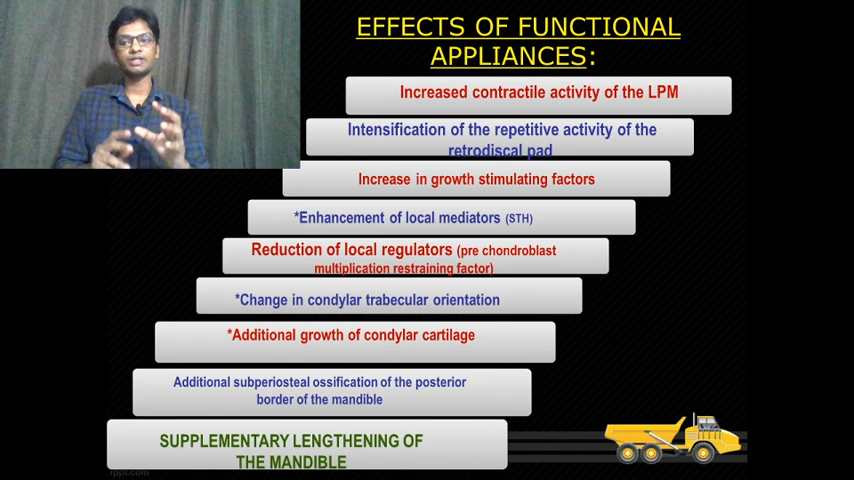 EFFECTS OF FUNCTIONAL
APPLIANCES:
Increased contractile activity of the LPM
Intensification of the repetitive activity of the
retrodiscal pad
Increase in growth stimulating factors
*Enhancement of local mediators (STH)
Reduction of local regulators (pre chondroblast
multiplication restraining factor)
*Change in condylar trabecular orientation
*Additional growth of condylar cartilage
Additional subperiosteal ossification of the posterior
border of the mandible
SUPPLEMENTARY LENGTHENING OF
THE MANDIBLE
fppt.com